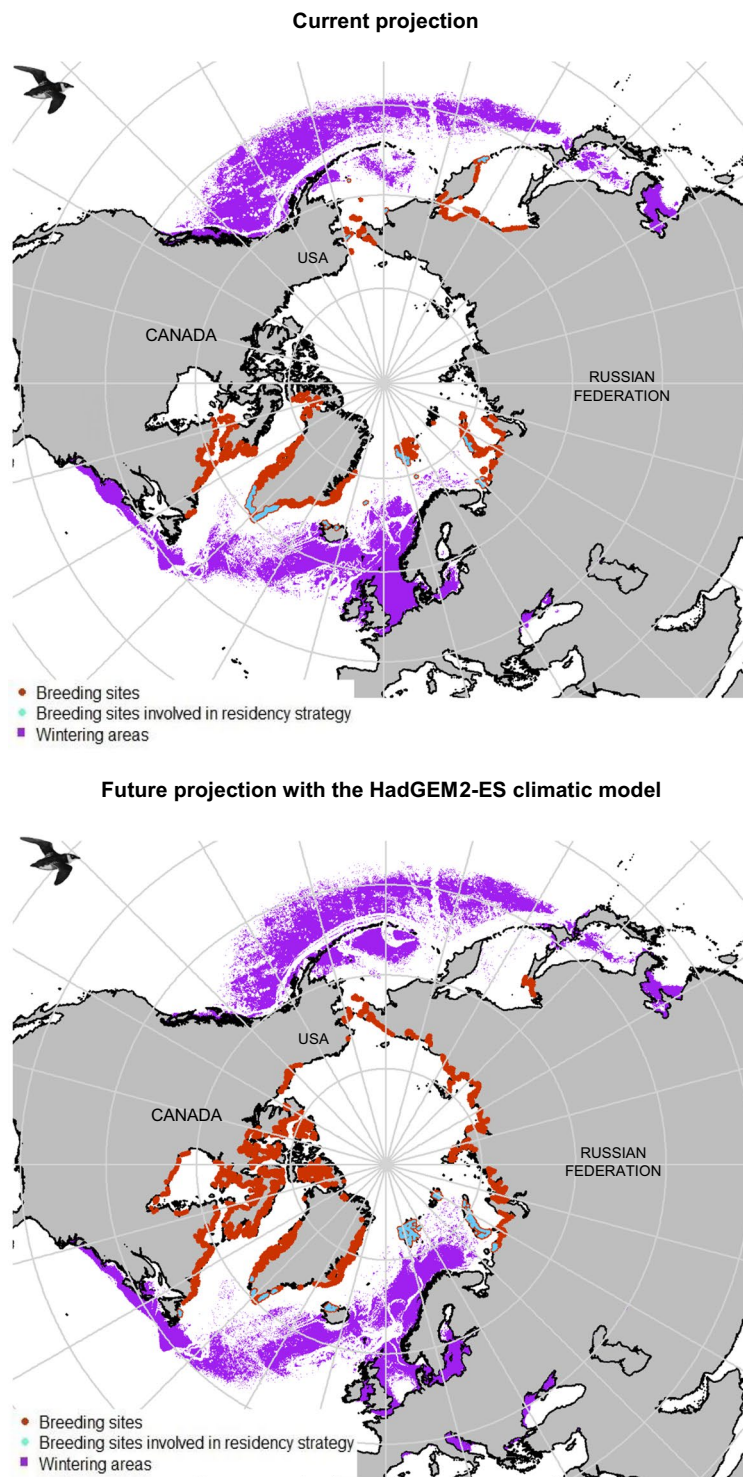 Current projection
USA
CANADA
RUSSIAN
FEDERATION
Breeding sites
Breeding sites involved in residency strategy
Wintering areas
Future projection with the HadGEM2-ES climatic model
USA
CANADA
RUSSIAN
FEDERATION
Breeding sites
Breeding sites involved in residency strategy
Wintering areas